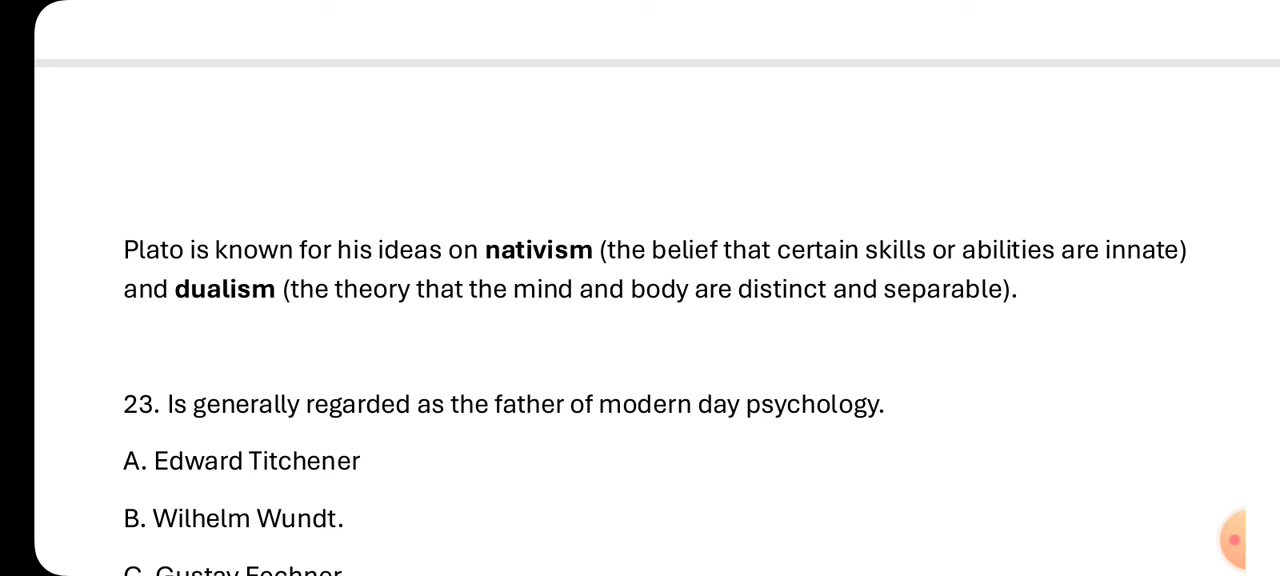 Plato is known for his ideas on nativism (the belief that certain skills or abilities are innate)
and dualism (the theory that the mind and body are distinct and separable).
23. Is generally regarded as the father of modern day psychology.
A. Edward Titchener
B. Wilhelm Wundt.
C. Gustav Fechner